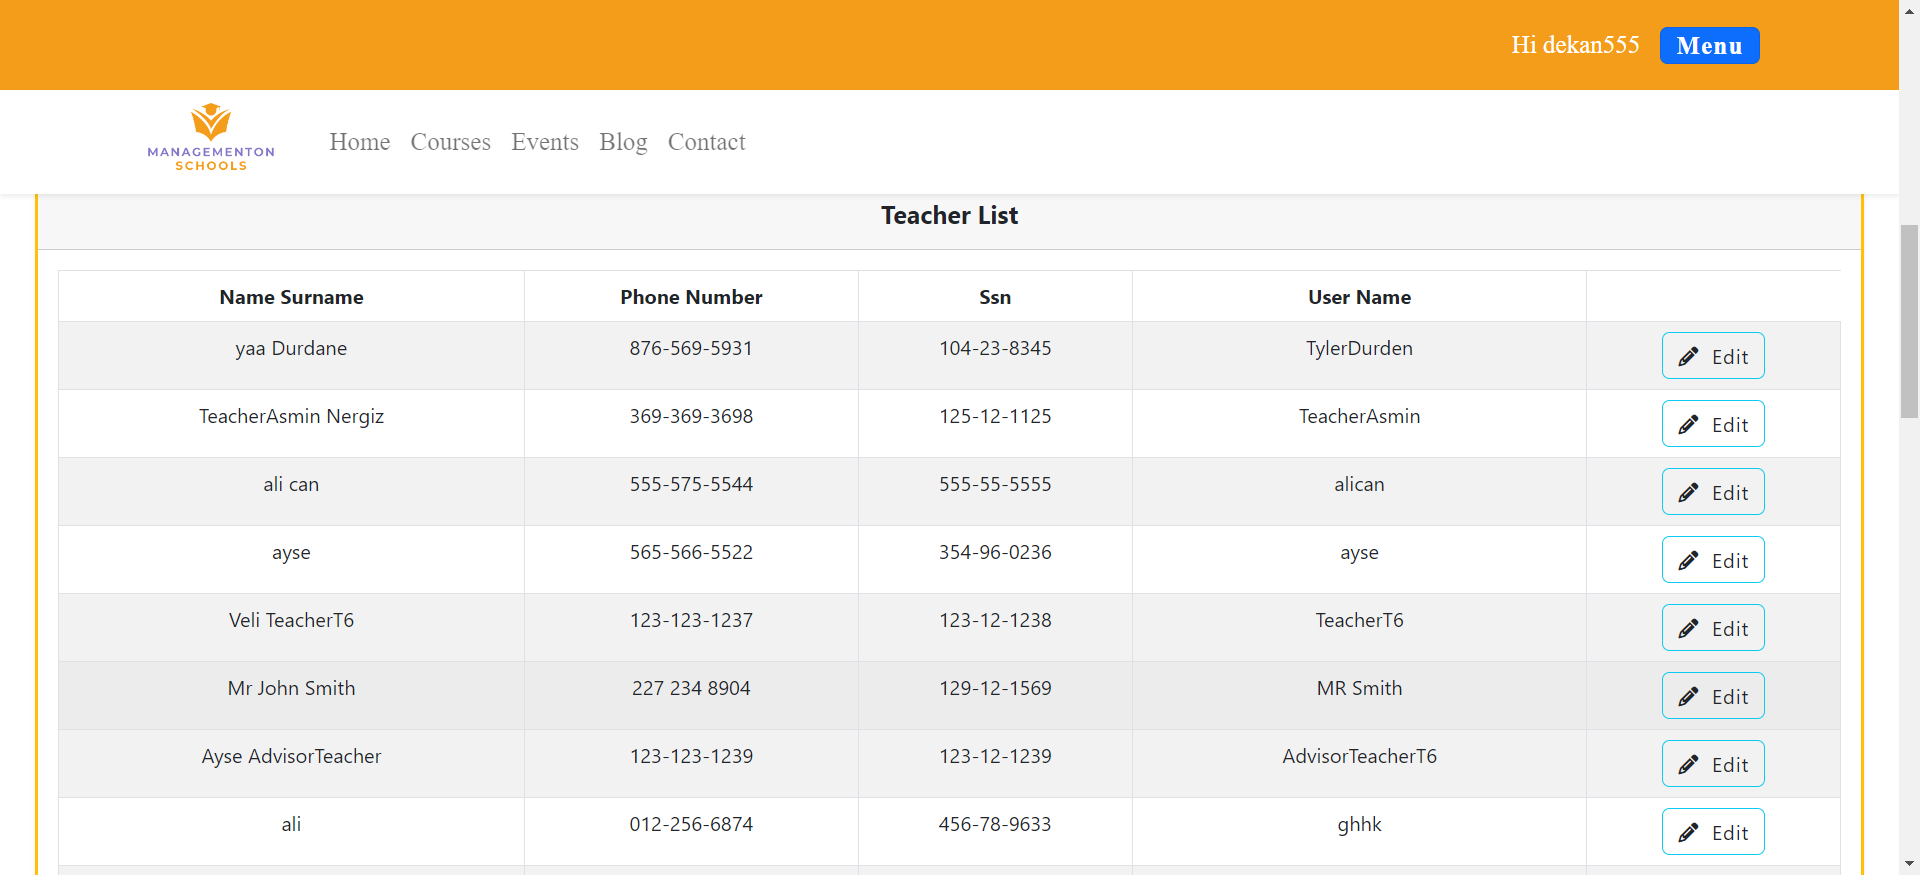 Hi dekan555 Menu
MANAGEMENTON
SCHOOLS
Home Courses Events Blog Contact
Teacher List
Name Surname Phone Number Ssn User Name
yaa Durdane 876-569-5931 104-23-8345 TylerDurden Edit
TeacherAsmin Nergiz 369-369-3698 125-12-1125 TeacherAsmin Edit
ali can 555-575-5544 555-55-5555 alican Edit
ayse 565-566-5522 354-96-0236 ayse Edit
Veli TeacherT6 123-123-1237 123-12-1238 TeacherT6 Edit
Mr John Smith 227 234 8904 129-12-1569 MR Smith Edit
Ayse AdvisorTeacher 123-123-1239 123-12-1239 AdvisorTeacherT6 Edit
ali 012-256-6874 456-78-9633 ghhk Edit